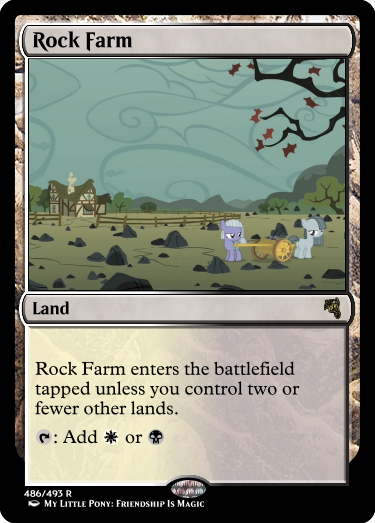 Rock Farm
Land
Rock Farm enters the battlefield
tapped unless you control two or
fewer other lands.
: Add or
486/493 R
My Little Pony: Friendship Is Magic